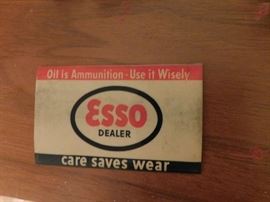 Oil is Ammunition - Use it Wisely
Esso
DEALER
care saves wear